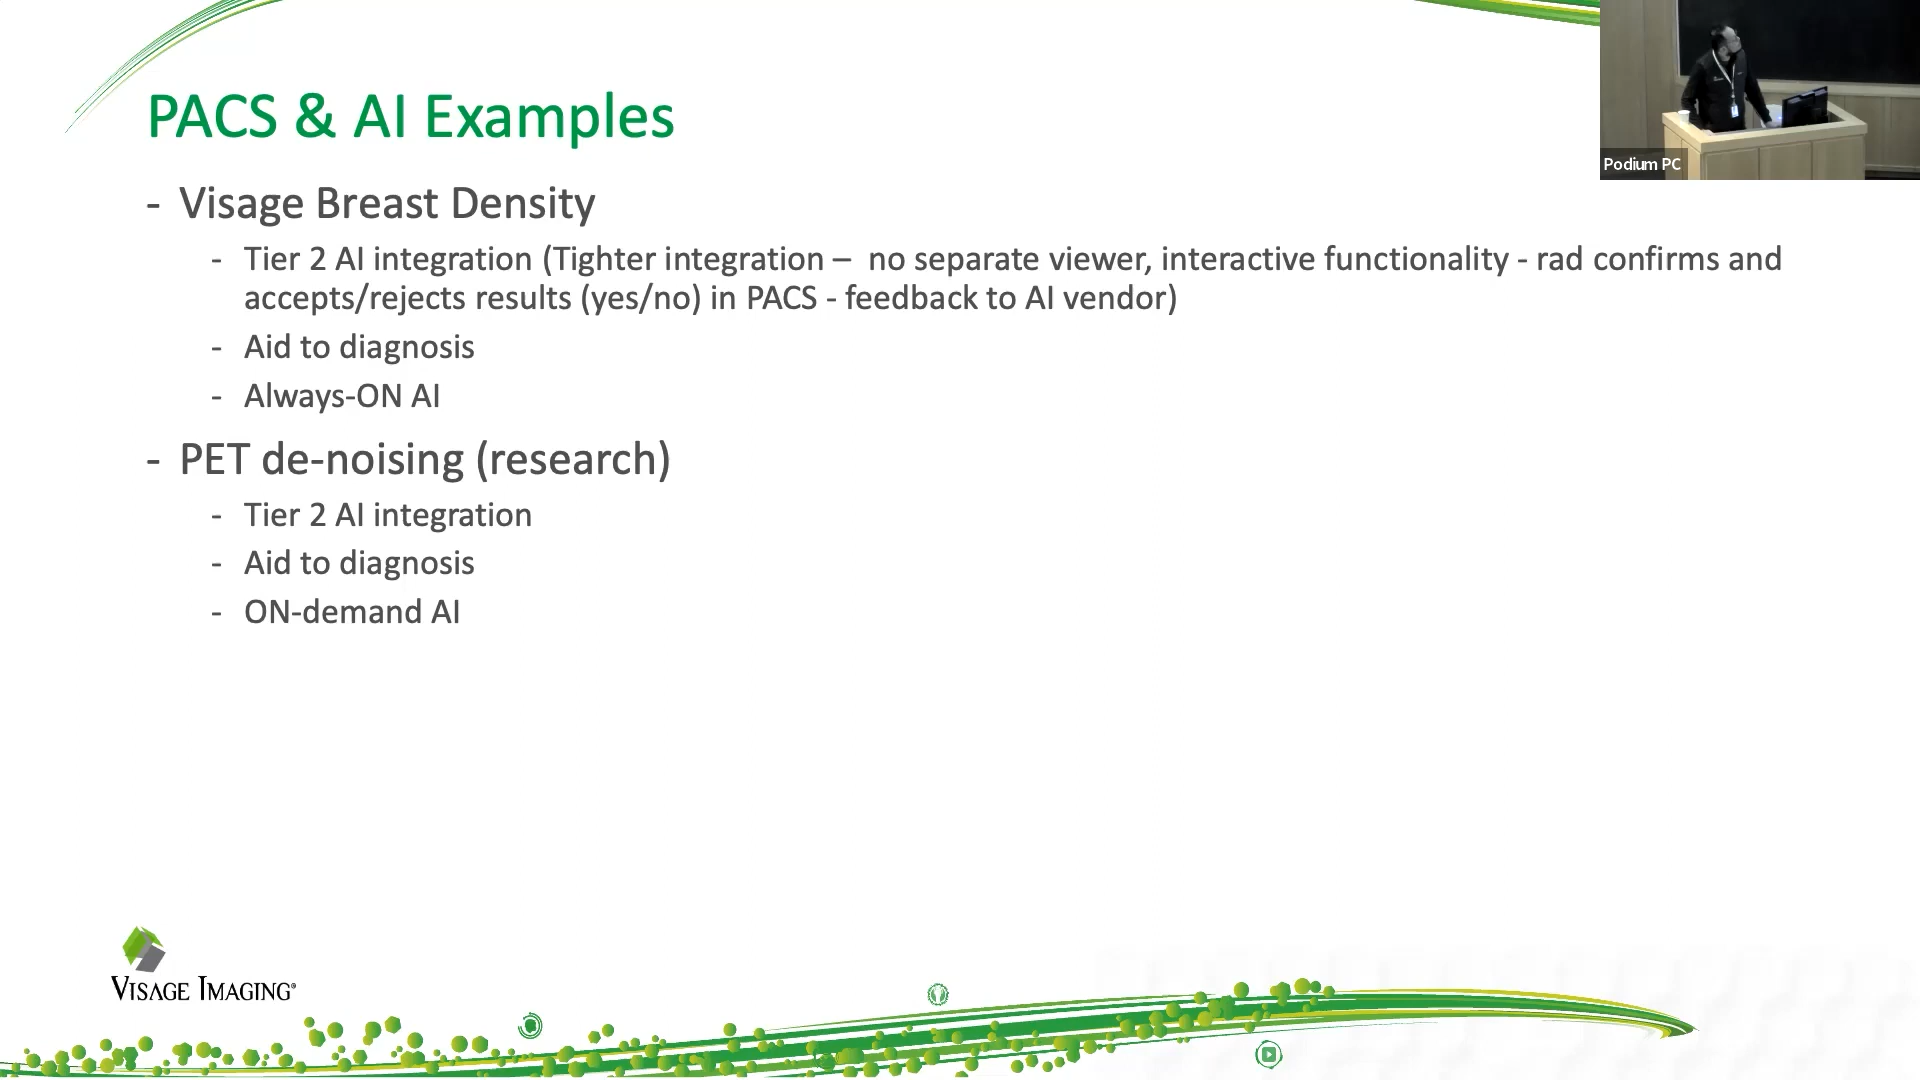 PACS & AI Examples
- Visage Breast Density
- Tier 2 AI integration (Tighter integration – no separate viewer, interactive functionality - rad confirms and
accepts/rejects results (yes/no) in PACS - feedback to AI vendor)
- Aid to diagnosis
- Always-ON AI
- PET de-noising (research)
- Tier 2 AI integration
- Aid to diagnosis
- ON-demand AI
Podium PC
VISAGE IMAGING®